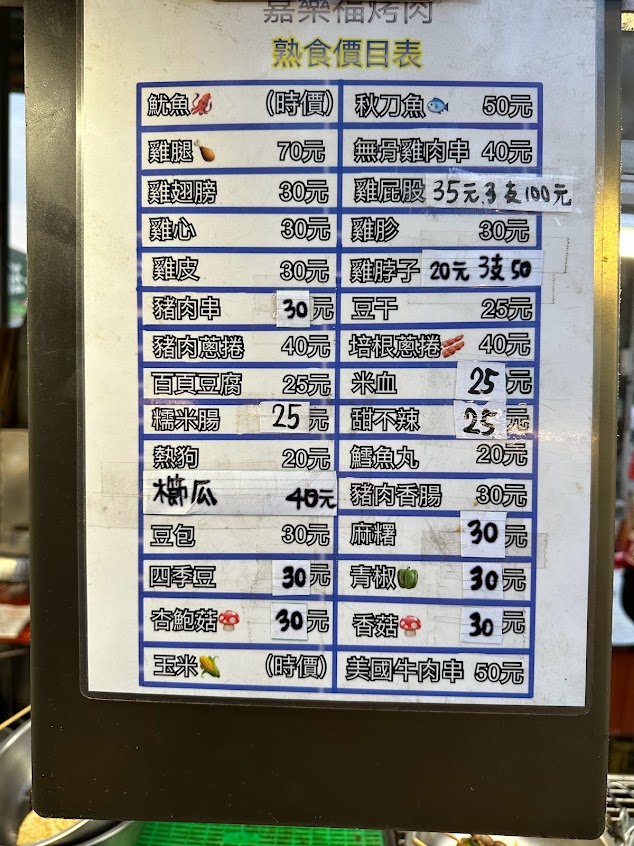 嘉樂福烤肉
熟食價目表
魷魚🦑 (時價) 秋刀魚🐟 50元
雞腿🍗 70元 無骨雞肉串 40元
雞翅膀 30元 雞屁股 35元 3支100元
雞心 30元 雞胗 30元
雞皮 30元 雞脖子 20元 3支50
豬肉串 30元 豆干 25元
豬肉蔥捲 40元 培根蔥捲🥓 40元
百頁豆腐 25元 米血 25元
糯米腸 25元 甜不辣 25元
熱狗 20元 鱈魚丸 20元
櫛瓜 40元 豬肉香腸 30元
豆包 30元 麻糬 30元
四季豆 30元 青椒🫑 30元
杏鮑菇🍄 30元 香菇🍄 30元
玉米🌽 (時價) 美國牛肉串 50元